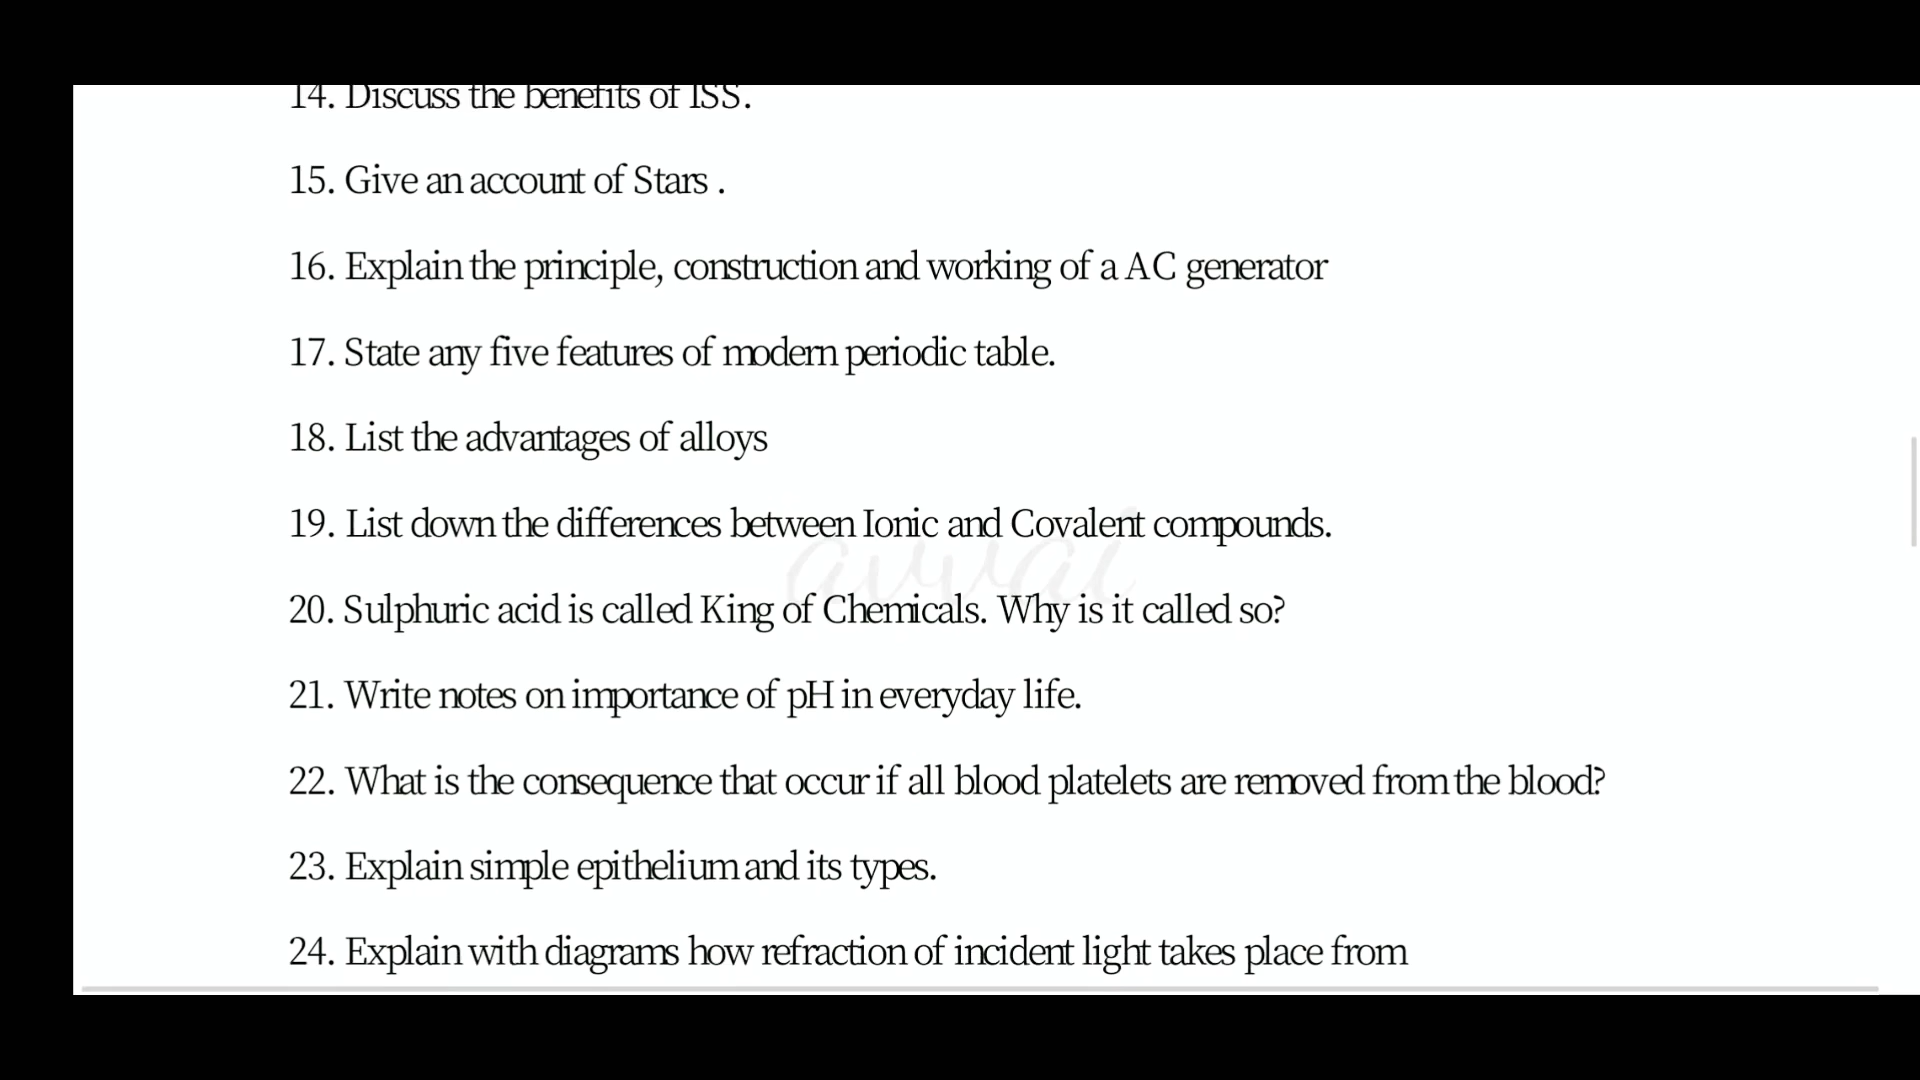 14. Discuss the benefits of ISS.
15. Give an account of Stars .
16. Explain the principle, construction and working of a AC generator
17. State any five features of modern periodic table.
18. List the advantages of alloys
19. List down the differences between Ionic and Covalent compounds.
avvai
20. Sulphuric acid is called King of Chemicals. Why is it called so?
21. Write notes on importance of pH in everyday life.
22. What is the consequence that occur if all blood platelets are removed from the blood?
23. Explain simple epithelium and its types.
24. Explain with diagrams how refraction of incident light takes place from